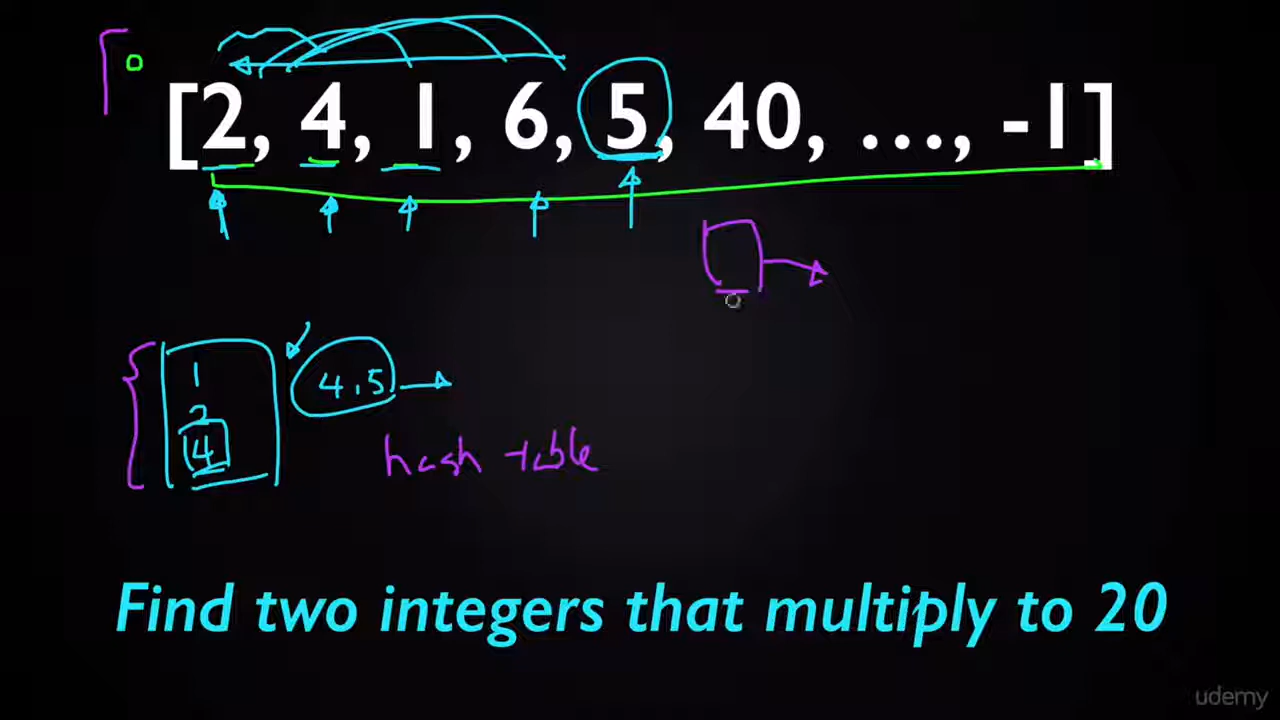 0
[2, 4, 1, 6, 5, 40, ..., -1]
1
2
4
4,5
hash table
Find two integers that multiply to 20
udemy